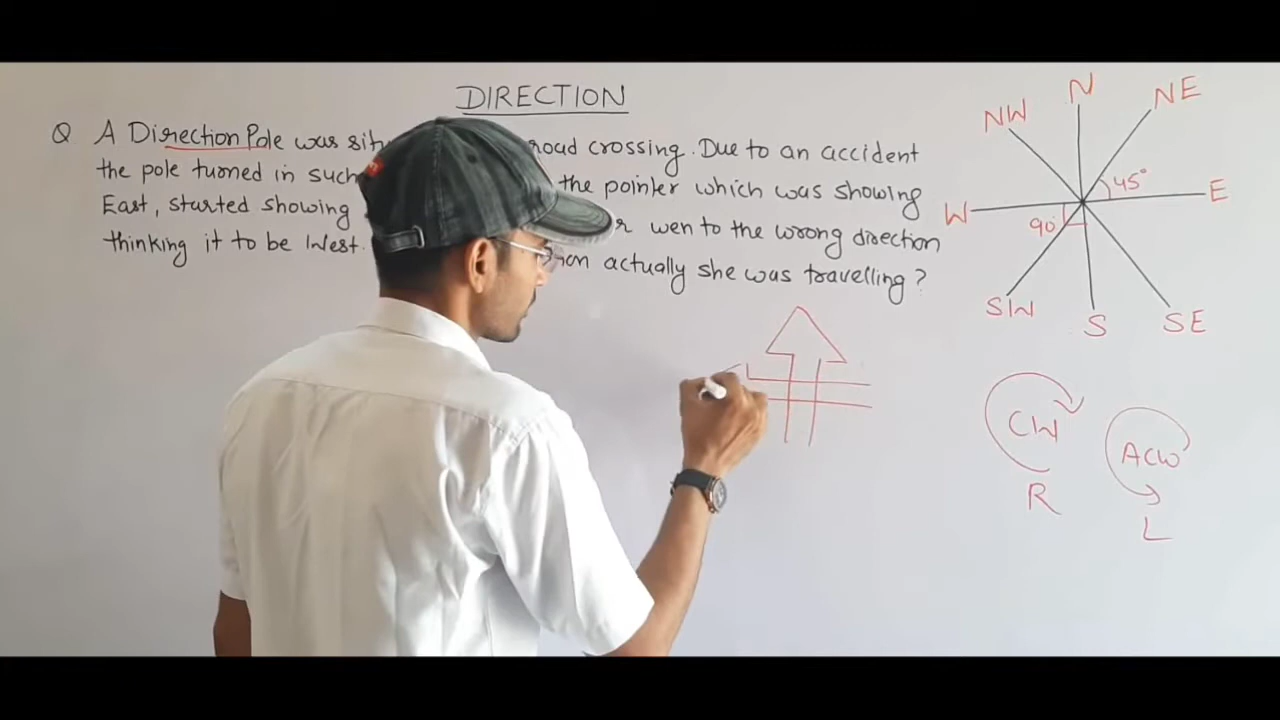 DIRECTION
Q A Direction Pole was road crossing. Due to an accident
the pole turned in such the pointer which was showing
East, started showing wen to the wrong direction
thinking it to be West. actually she was travelling?
NW N NE
45°
W E
90°
SW S SE
CW ACW
R L